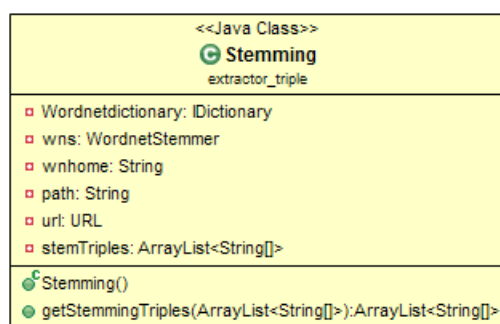 <<Java Class>>
C Stemming
extractor_triple
Wordnetdictionary: IDictionary
wns: WordnetStemmer
wnhome: String
path: String
url: URL
stemTriples: ArrayList<String[]>
C Stemming()
getStemmingTriples(ArrayList<String[]>):ArrayList<String[]>